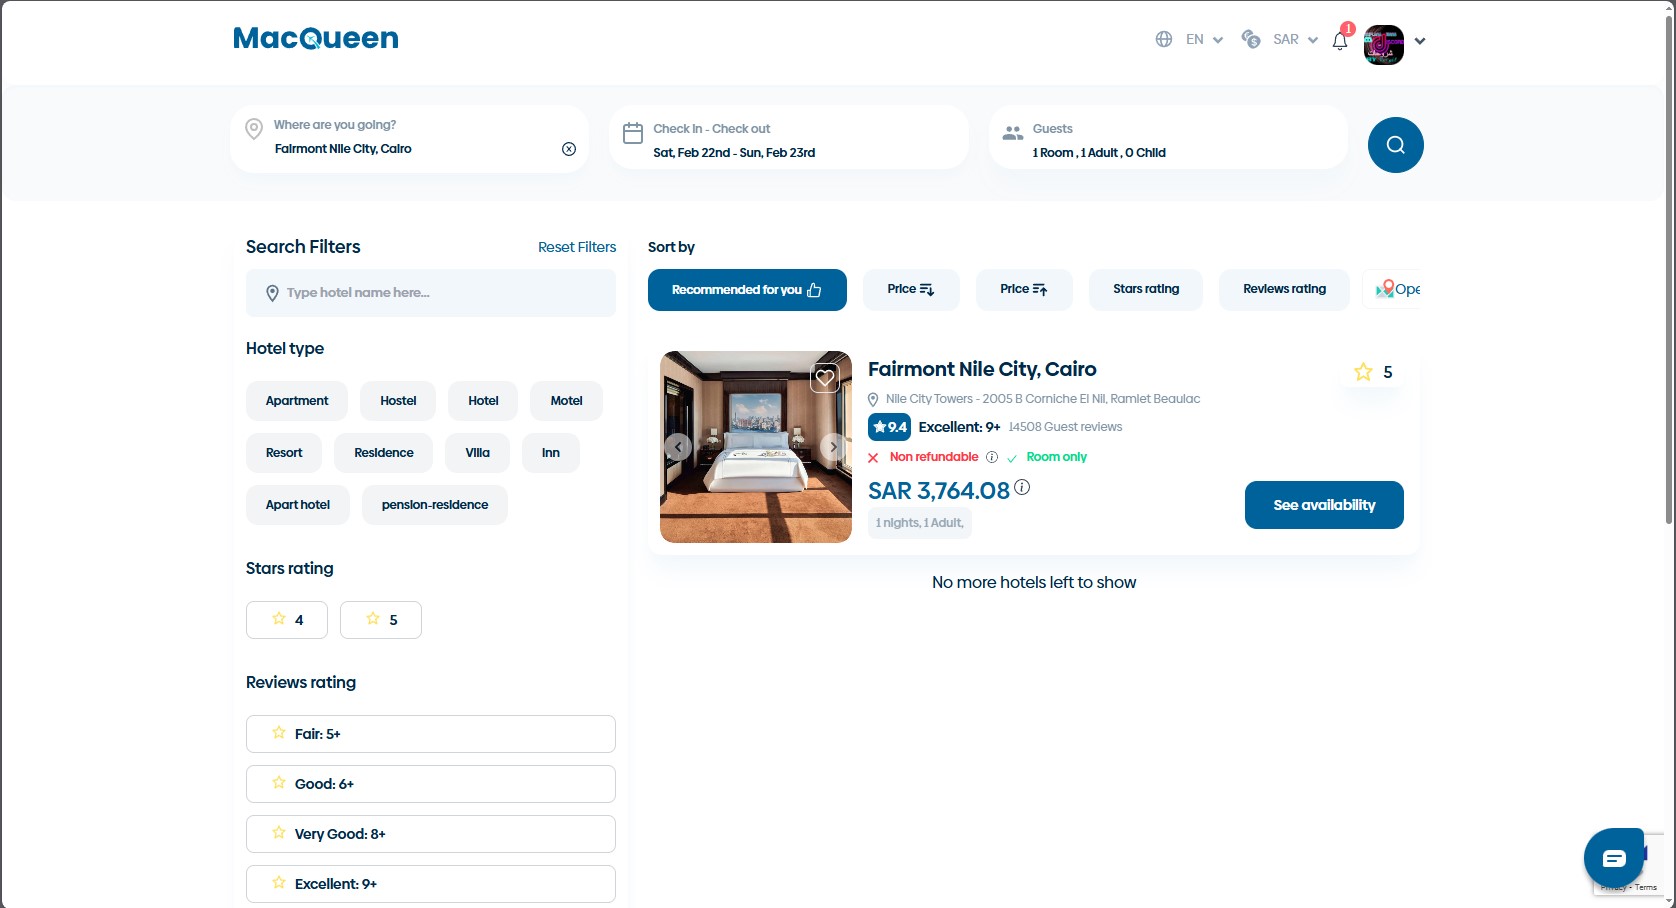 MacQueen
EN
SAR
1
Where are you going?
Fairmont Nile City, Cairo
Check In - Check out
Sat, Feb 22nd - Sun, Feb 23rd
Guests
1 Room , 1 Adult , 0 Child
Search Filters
Reset Filters
Type hotel name here...
Hotel type
Apartment
Hostel
Hotel
Motel
Resort
Residence
Villa
Inn
Apart hotel
pension-residence
Stars rating
4
5
Reviews rating
Fair: 5+
Good: 6+
Very Good: 8+
Excellent: 9+
Sort by
Recommended for you
Price
Price
Stars rating
Reviews rating
Ope
Fairmont Nile City, Cairo
5
Nile City Towers - 2005 B Corniche El Nil, Ramlet Beaulac
9.4 Excellent: 9+ 14508 Guest reviews
Non refundable Room only
SAR 3,764.08
1 nights, 1 Adult,
See availability
No more hotels left to show
Privacy - Terms